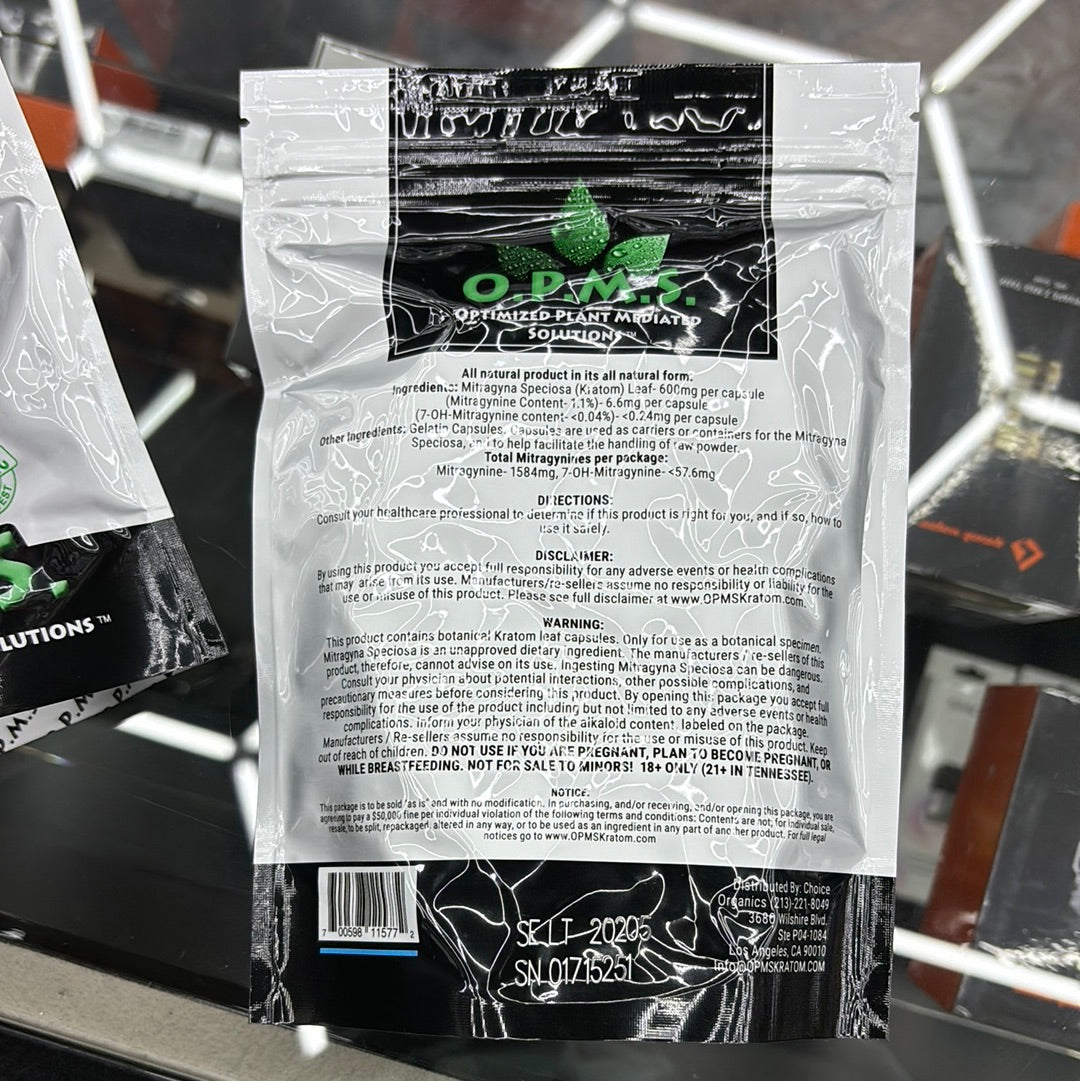 O.P.M.S.
OPTIMIZED PLANT MEDIATED
SOLUTIONS™
All natural product in its all natural form:
Ingredients: Mitragyna Speciosa (Kratom) Leaf- 600mg per capsule
(Mitragynine Content- 1.1%)- 6.6mg per capsule
(7-OH-Mitragynine content- <0.04%)- <0.24mg per capsule
Other Ingredients: Gelatin Capsules. Capsules are used as carriers or containers for the Mitragyna
Speciosa, and to help facilitate the handling of raw powder.
Total Mitragynines per package:
Mitragynine- 1584mg, 7-OH-Mitragynine- <57.6mg
DIRECTIONS:
Consult your healthcare professional to determine if this product is right for you, and if so, how to
use it safely.
DISCLAIMER:
By using this product you accept full responsibility for any adverse events or health complications
that may arise from its use. Manufacturers/re-sellers assume no responsibility or liability for the
use or misuse of this product. Please see full disclaimer at www.OPMSKratom.com.
WARNING:
This product contains botanical Kratom leaf capsules. Only for use as a botanical specimen.
Mitragyna Speciosa is an unapproved dietary ingredient. The manufacturers / re-sellers of this
product, therefore, cannot advise on its use. Ingesting Mitragyna Speciosa can be dangerous.
Consult your physician about potential interactions, other possible complications, and
precautionary measures before considering this product. By opening this package you accept full
responsibility for the use of the product including but not limited to any adverse events or health
complications. Inform your physician of the alkaloid content labeled on the package.
Manufacturers / Re-sellers assume no responsibility for the use or misuse of this product. Keep
out of reach of children. DO NOT USE IF YOU ARE PREGNANT, PLAN TO BECOME PREGNANT, OR
WHILE BREASTFEEDING. NOT FOR SALE TO MINORS! 18+ ONLY (21+ IN TENNESSEE).
NOTICE:
This package is to be sold "as is" and with no modification. In purchasing, and/or receiving, and/or opening this package, you are
agreeing to pay a $50,000 fine per individual violation of the following terms and conditions: Contents are not; for individual sale,
resale, to be split, repackaged, altered in any way, or to be used as an ingredient in any part of another product. For full legal
notices go to www.OPMSKratom.com
7 00598 11577 2
SE LT 20205
SN 01715251
Distributed By: Choice
Organics (213)-221-8049
3680 Wilshire Blvd.
Ste P04-1084
Los Angeles, CA 90010
Info@OPMSKRATOM.COM
LUTIONS™